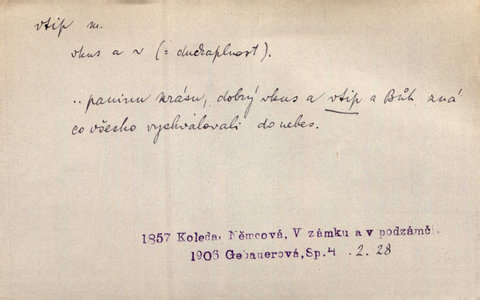 vtip m.
vkus a v (= duchaplnost).
.. paninu krásu, dobrý vkus a vtip a Bůh zná
co všecko vychvalovali do nebes.
1857 Koleda. Němcová, V zámku a v podzámčí.
1906 Gebauerová, Sp. 4 . 2. 28